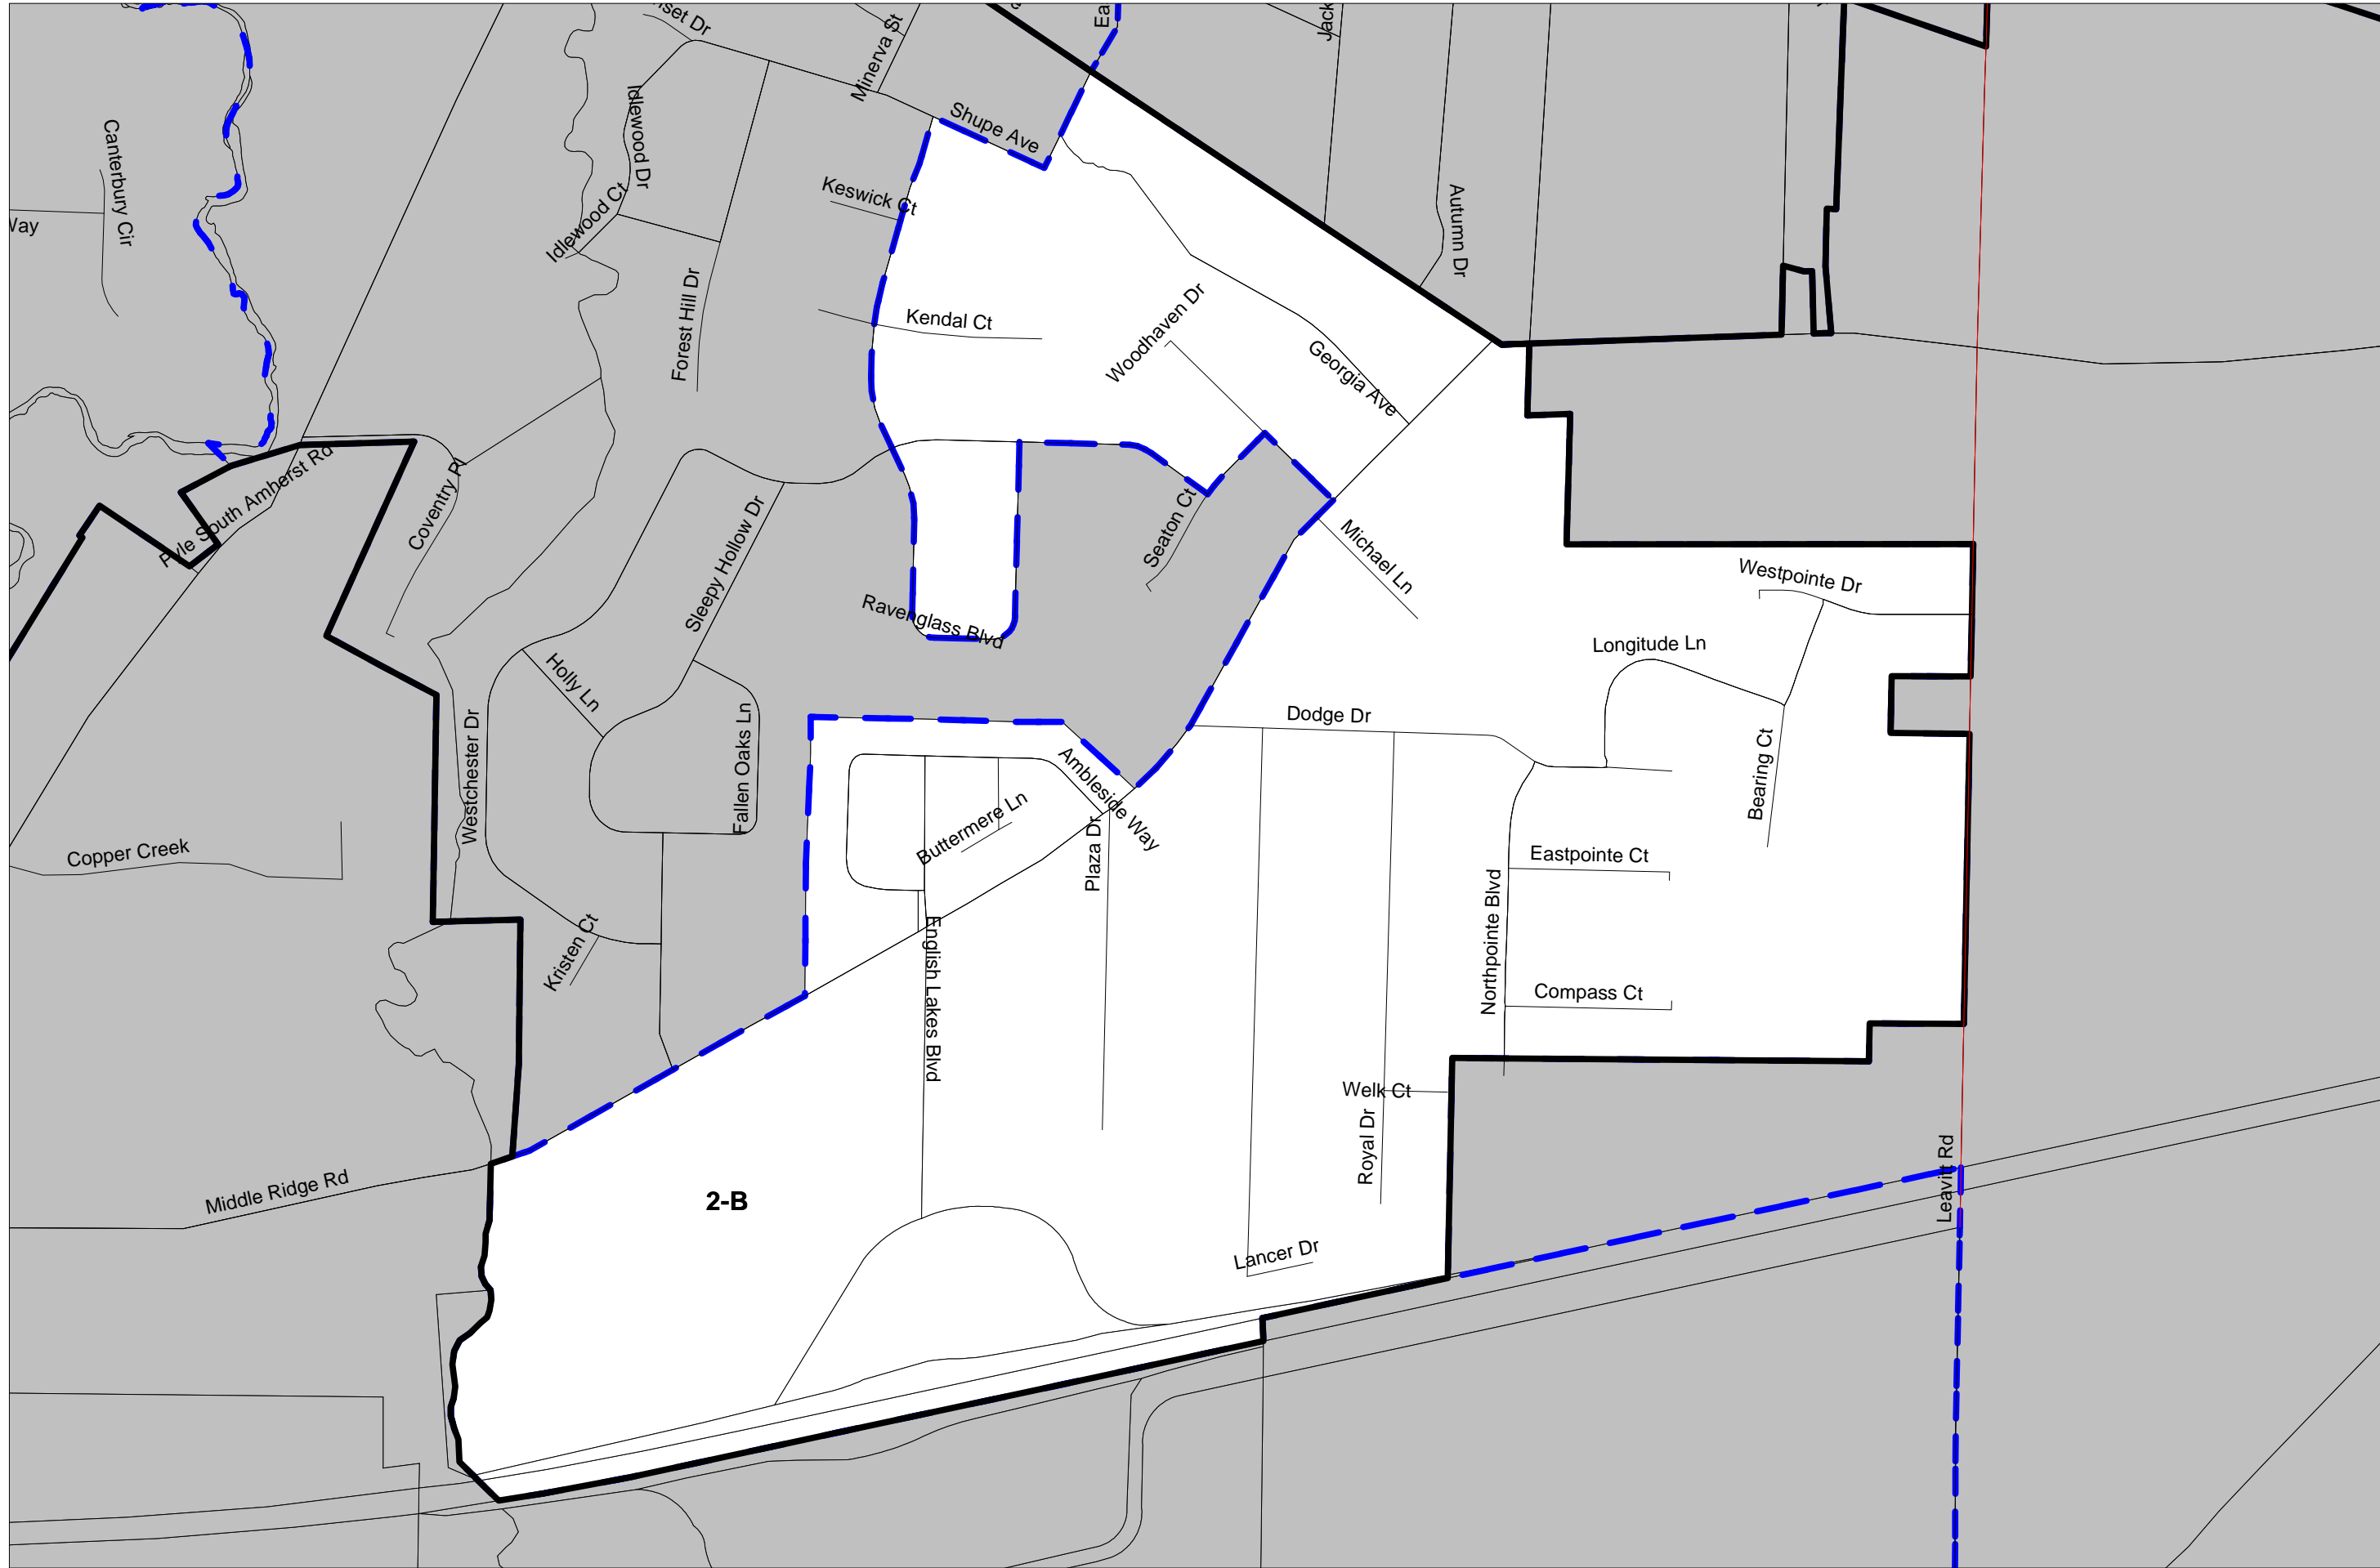 Minerva St
Shupe Ave
Canterbury Cir
Idlewood Dr
Keswick Ct
Idlewood Ct
Autumn Dr
Forest Hill Dr
Kendal Ct
Woodhaven Dr
Georgia Ave
Pyle South Amherst Rd
Coventry Pl
Sleepy Hollow Dr
Seaton Ct
Michael Ln
Westpointe Dr
Ravenglass Blvd
Longitude Ln
Holly Ln
Westchester Dr
Fallen Oaks Ln
Dodge Dr
Bearing Ct
Ambleside Way
Buttermere Ln
Plaza Dr
Copper Creek
Eastpointe Ct
Northpointe Blvd
Kristen Ct
English Lakes Blvd
Compass Ct
Welk Ct
Royal Dr
Middle Ridge Rd
2-B
Leavitt Rd
Lancer Dr